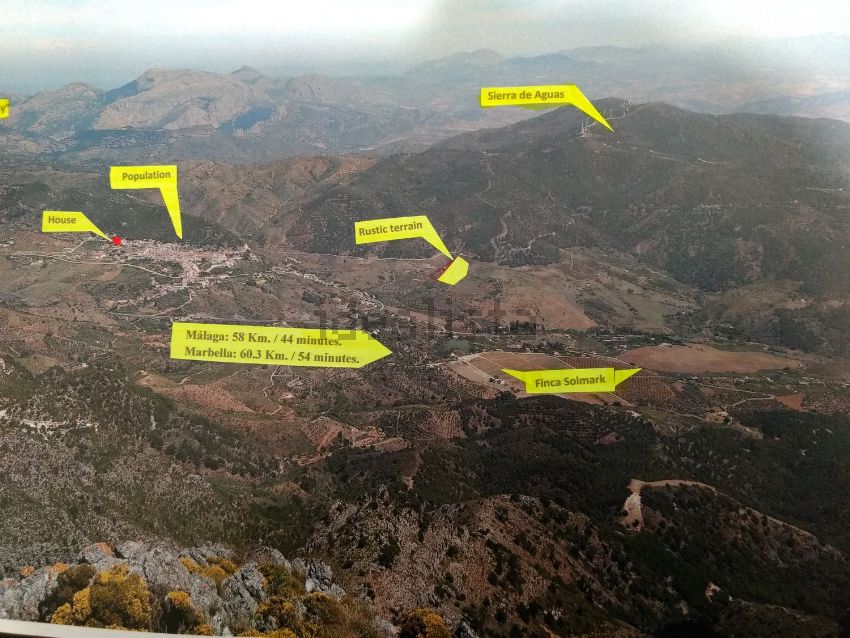 Sierra de Aguas
Population
House
Rustic terrain
Málaga: 58 Km. / 44 minutes.
Marbella: 60.3 Km. / 54 minutes.
idealista
Finca Solmark